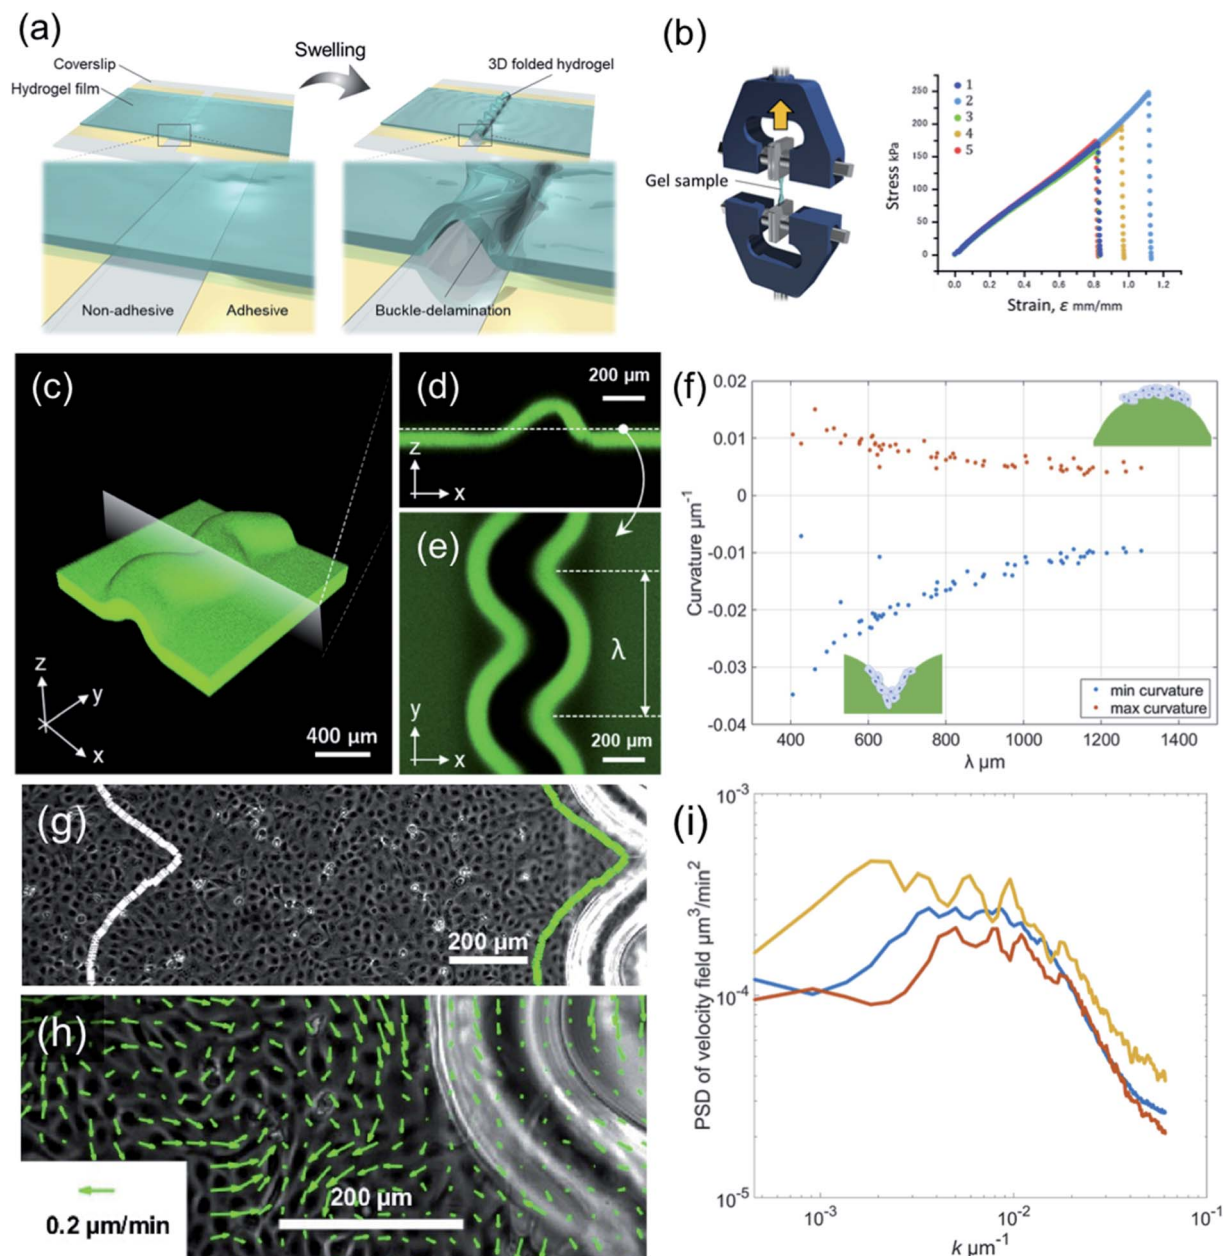 (a)
Swelling
Coverslip
Hydrogel film
3D folded hydrogel
Non-adhesive
Adhesive
Buckle-delamination
(b)
Gel sample
1
2
3
4
5
Stress kPa
250
200
150
100
50
0
0.0 0.2 0.4 0.6 0.8 1.0 1.2
Strain, ε mm/mm
(c)
z
y
x
400 µm
(d)
200 µm
z
x
(e)
λ
y
x
200 µm
(f)
Curvature µm⁻¹
0.02
0.01
0
-0.01
-0.02
-0.03
-0.04
min curvature
max curvature
400 600 800 1000 1200 1400
λ µm
(g)
200 µm
(h)
200 µm
0.2 µm/min
(i)
PSD of velocity field µm³/min²
10⁻³
10⁻⁴
10⁻⁵
10⁻³ 10⁻² 10⁻¹
k µm⁻¹